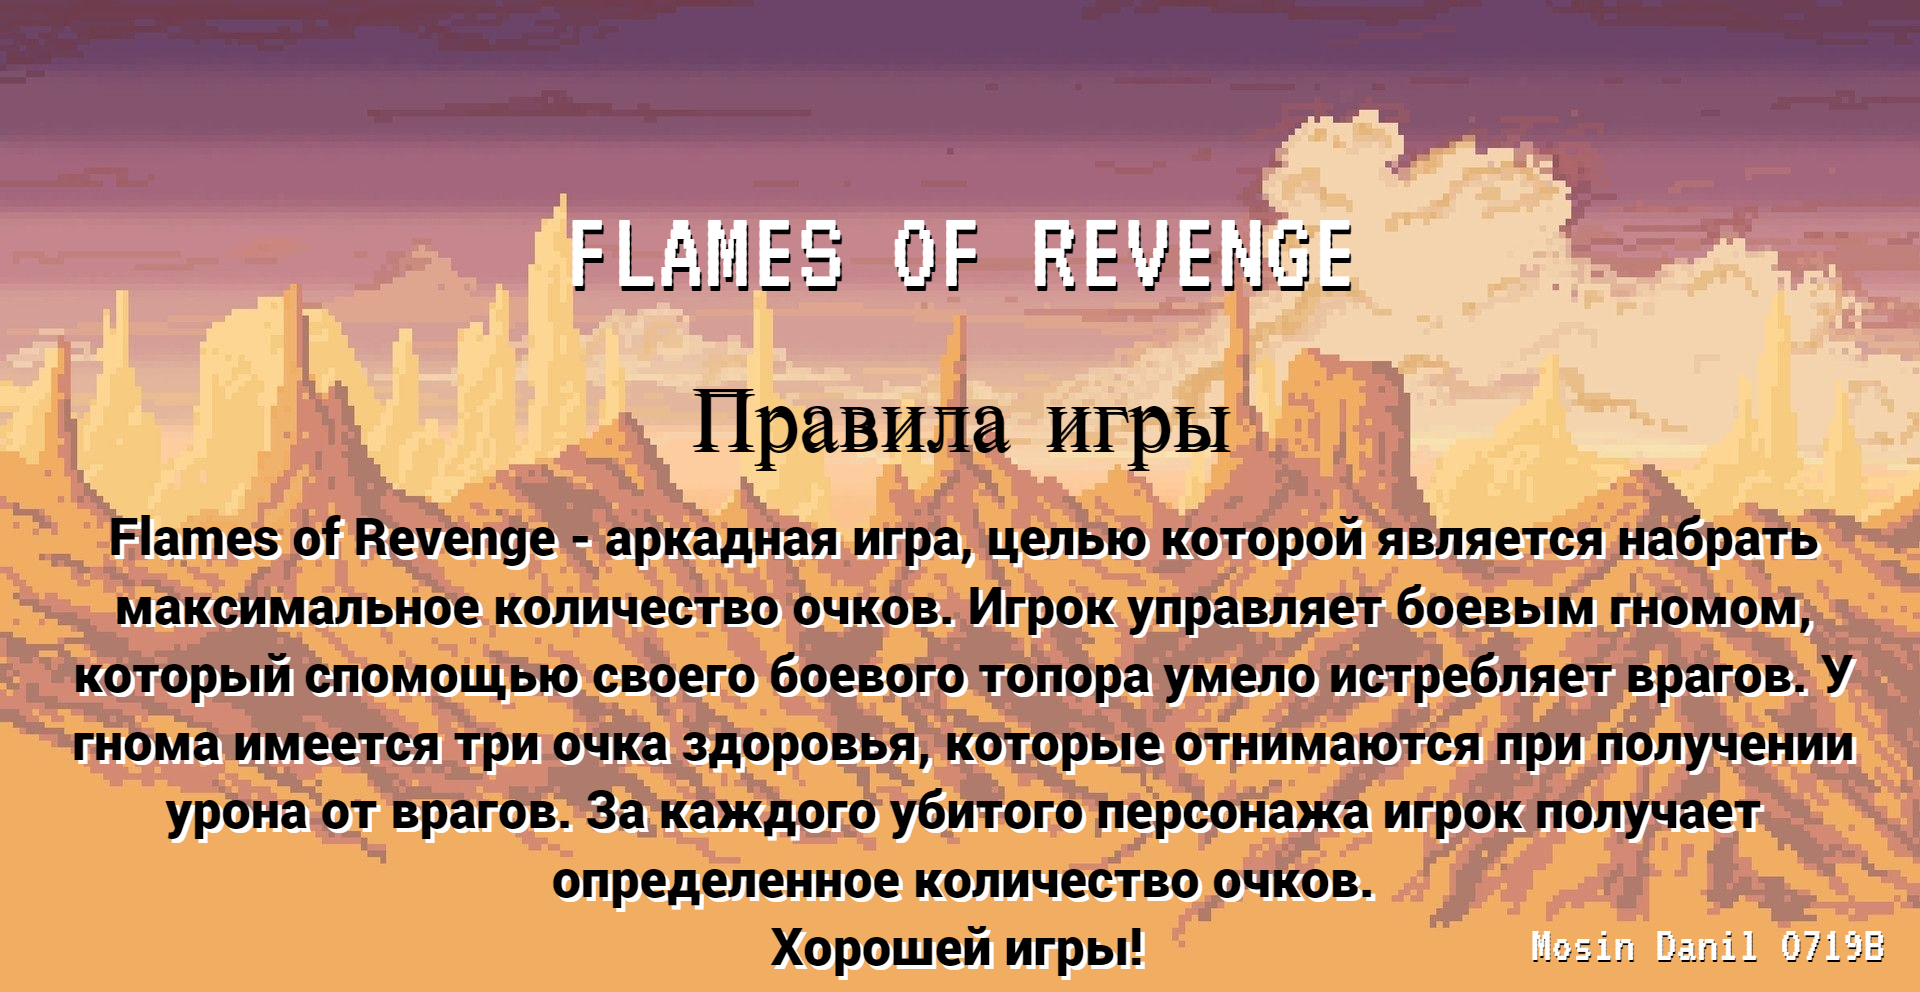 FLAMES OF REVENGE
Правила игры
Flames of Revenge - аркадная игра, целью которой является набрать
максимальное количество очков. Игрок управляет боевым гномом,
который спомощью своего боевого топора умело истребляет врагов. У
гнома имеется три очка здоровья, которые отнимаются при получении
урона от врагов. За каждого убитого персонажа игрок получает
определенное количество очков.
Хорошей игры!
Mosin Danil 0719B